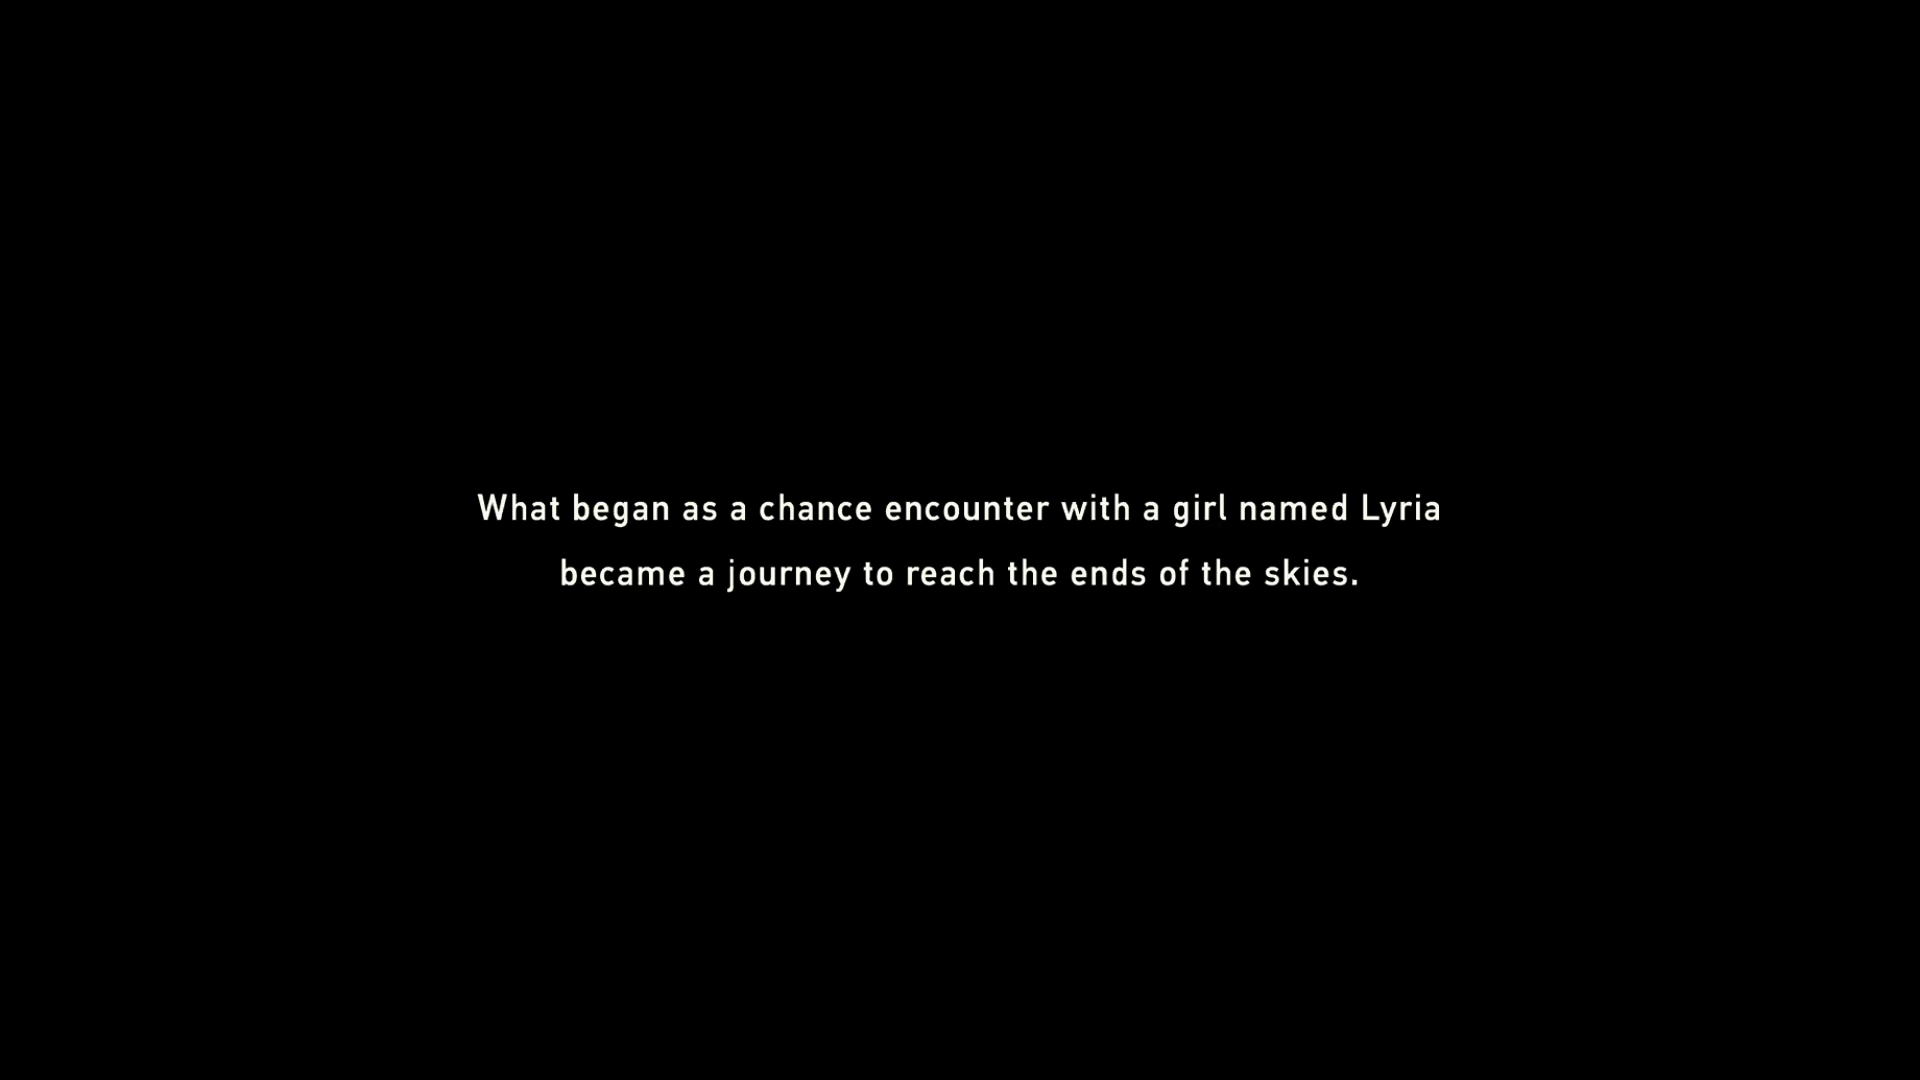 What began as a chance encounter with a girl named Lyria
became a journey to reach the ends of the skies.